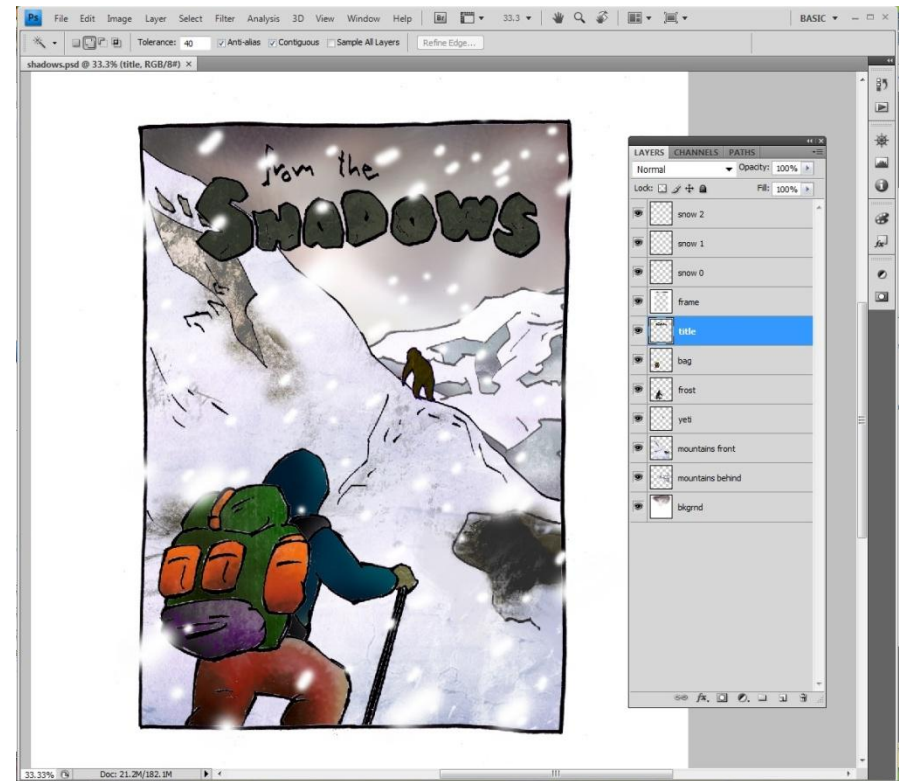 Ps File Edit Image Layer Select Filter Analysis 3D View Window Help Br 33.3 BASIC
Tolerance: 40 Anti-alias Contiguous Sample All Layers Refine Edge...
shadows.psd @ 33.3% (title, RGB/8#) ×
from the
SHADOWS
LAYERS CHANNELS PATHS
Normal Opacity: 100%
Lock: Fill: 100%
snow 2
snow 1
snow 0
frame
title
bag
frost
yeti
mountains front
mountains behind
bkgrnd
fx.
33.33% Doc: 21.2M/182.1M